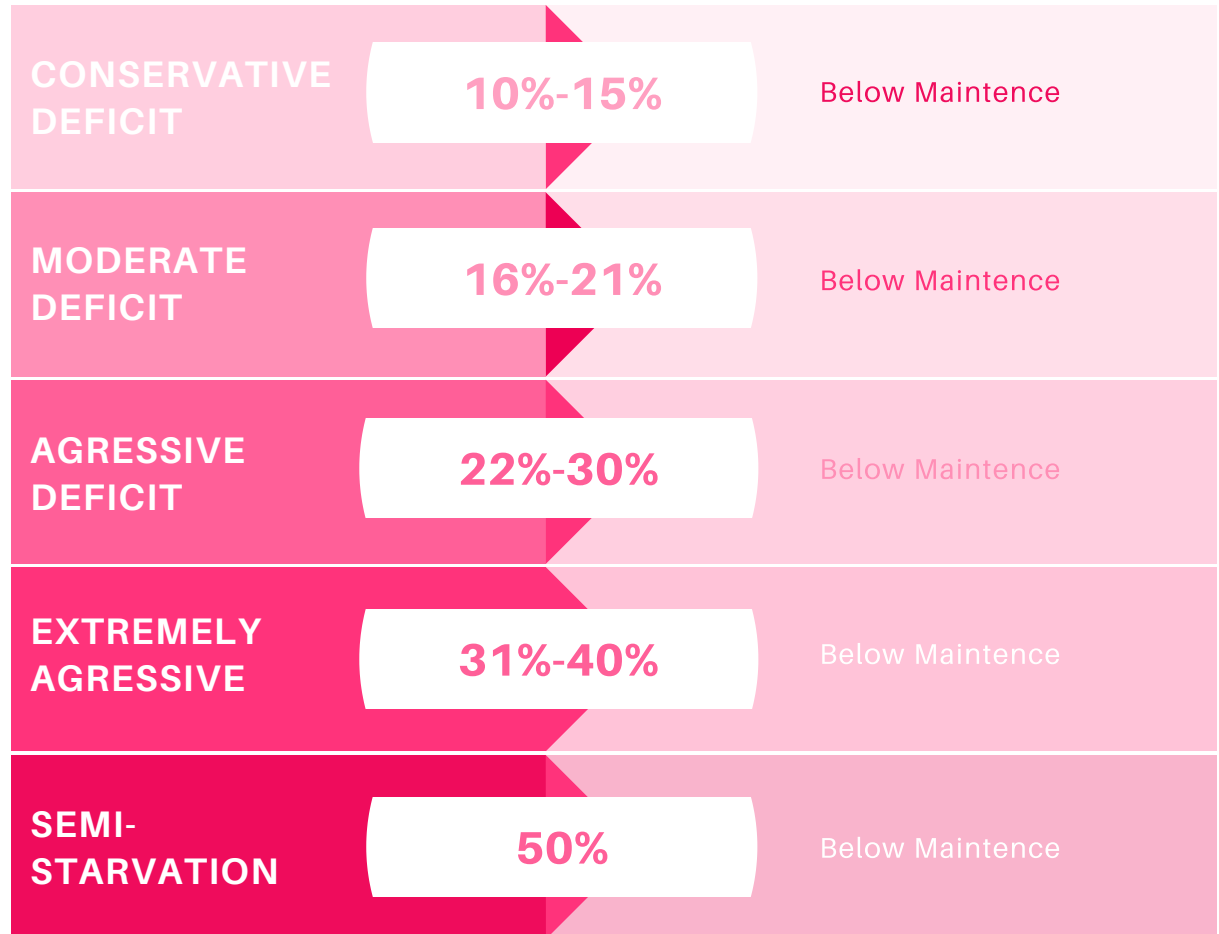 CONSERVATIVE
DEFICIT
10%-15%
Below Maintence
MODERATE
DEFICIT
16%-21%
Below Maintence
AGRESSIVE
DEFICIT
22%-30%
Below Maintence
EXTREMELY
AGRESSIVE
31%-40%
Below Maintence
SEMI-
STARVATION
50%
Below Maintence